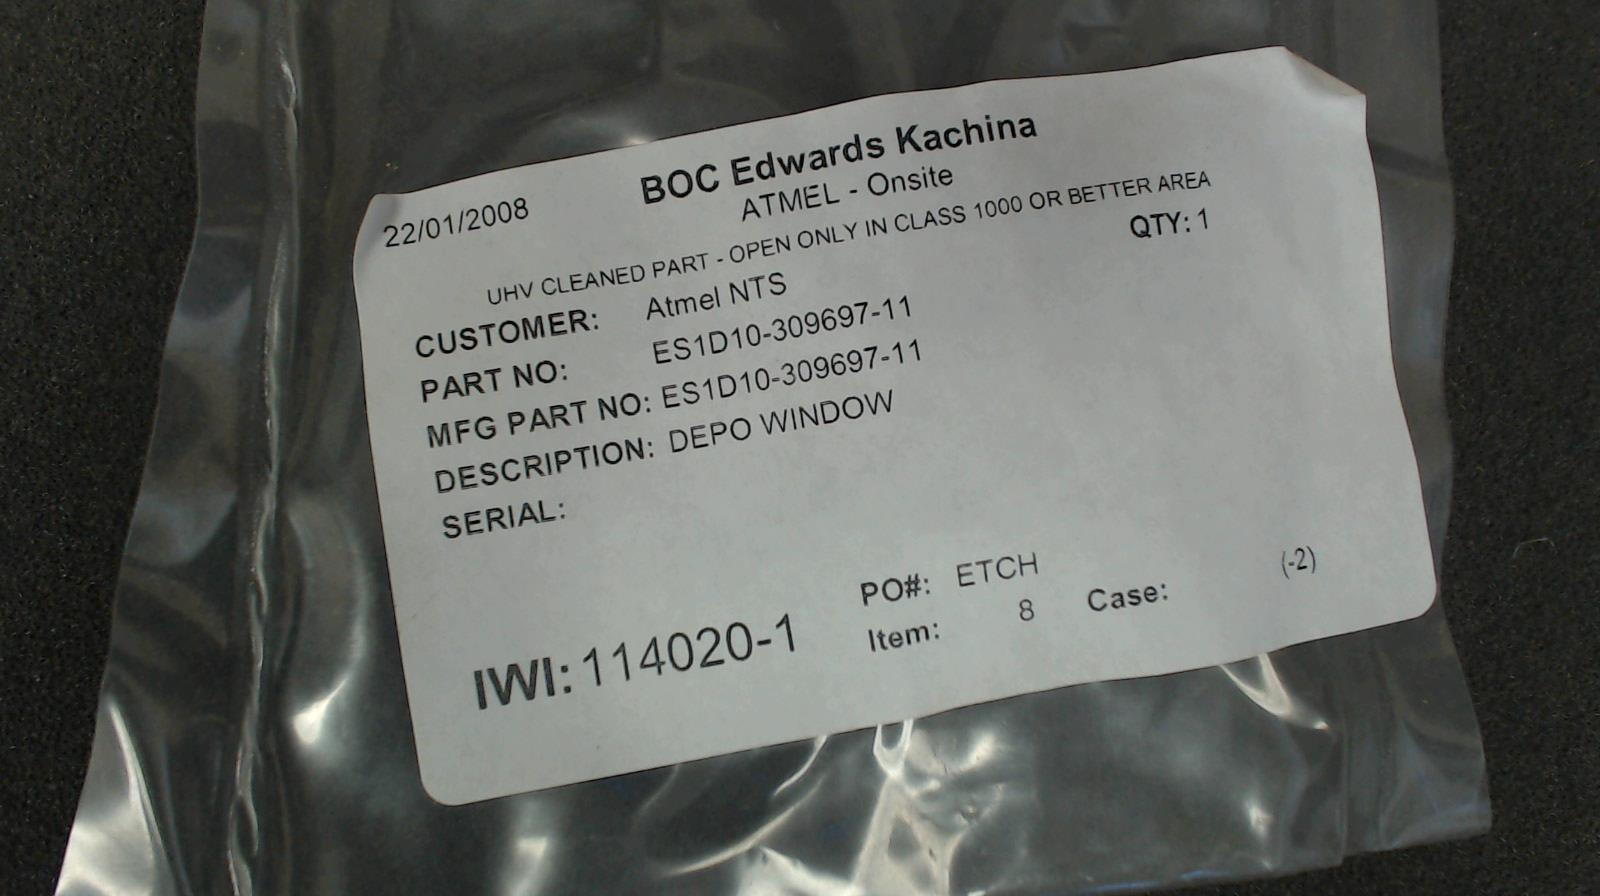 BOC Edwards Kachina
22/01/2008
ATMEL - Onsite
UHV CLEANED PART - OPEN ONLY IN CLASS 1000 OR BETTER AREA
QTY: 1
CUSTOMER: Atmel NTS
PART NO: ES1D10-309697-11
MFG PART NO: ES1D10-309697-11
DESCRIPTION: DEPO WINDOW
SERIAL:
PO#: ETCH
(-2)
IWI: 114020-1
Item: 8 Case: